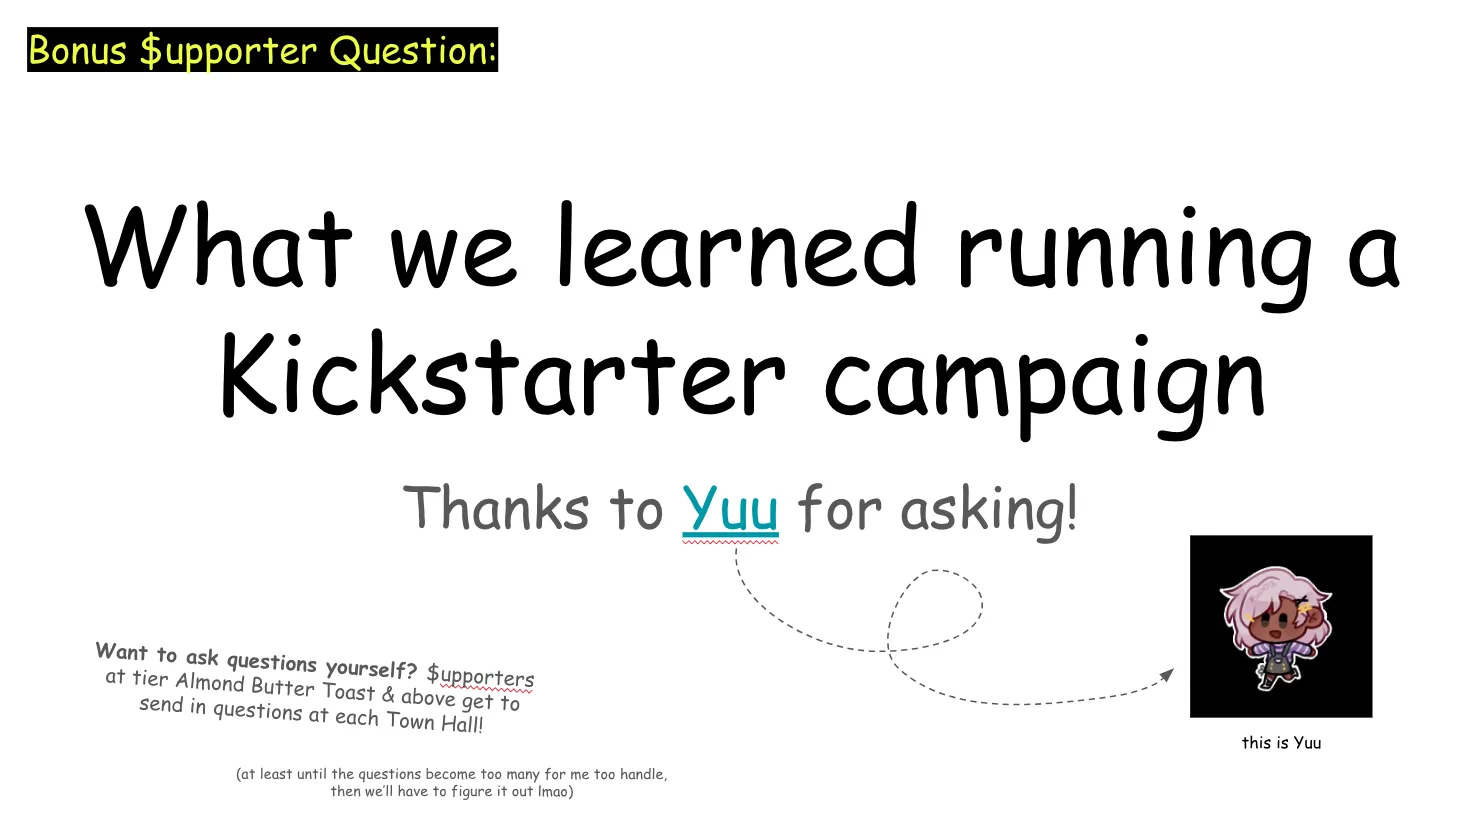 Bonus $upporter Question:
What we learned running a
Kickstarter campaign
Thanks to Yuu for asking!
Want to ask questions yourself? $upporters
at tier Almond Butter Toast & above get to
send in questions at each Town Hall!
this is Yuu
(at least until the questions become too many for me too handle,
then we'll have to figure it out lmao)